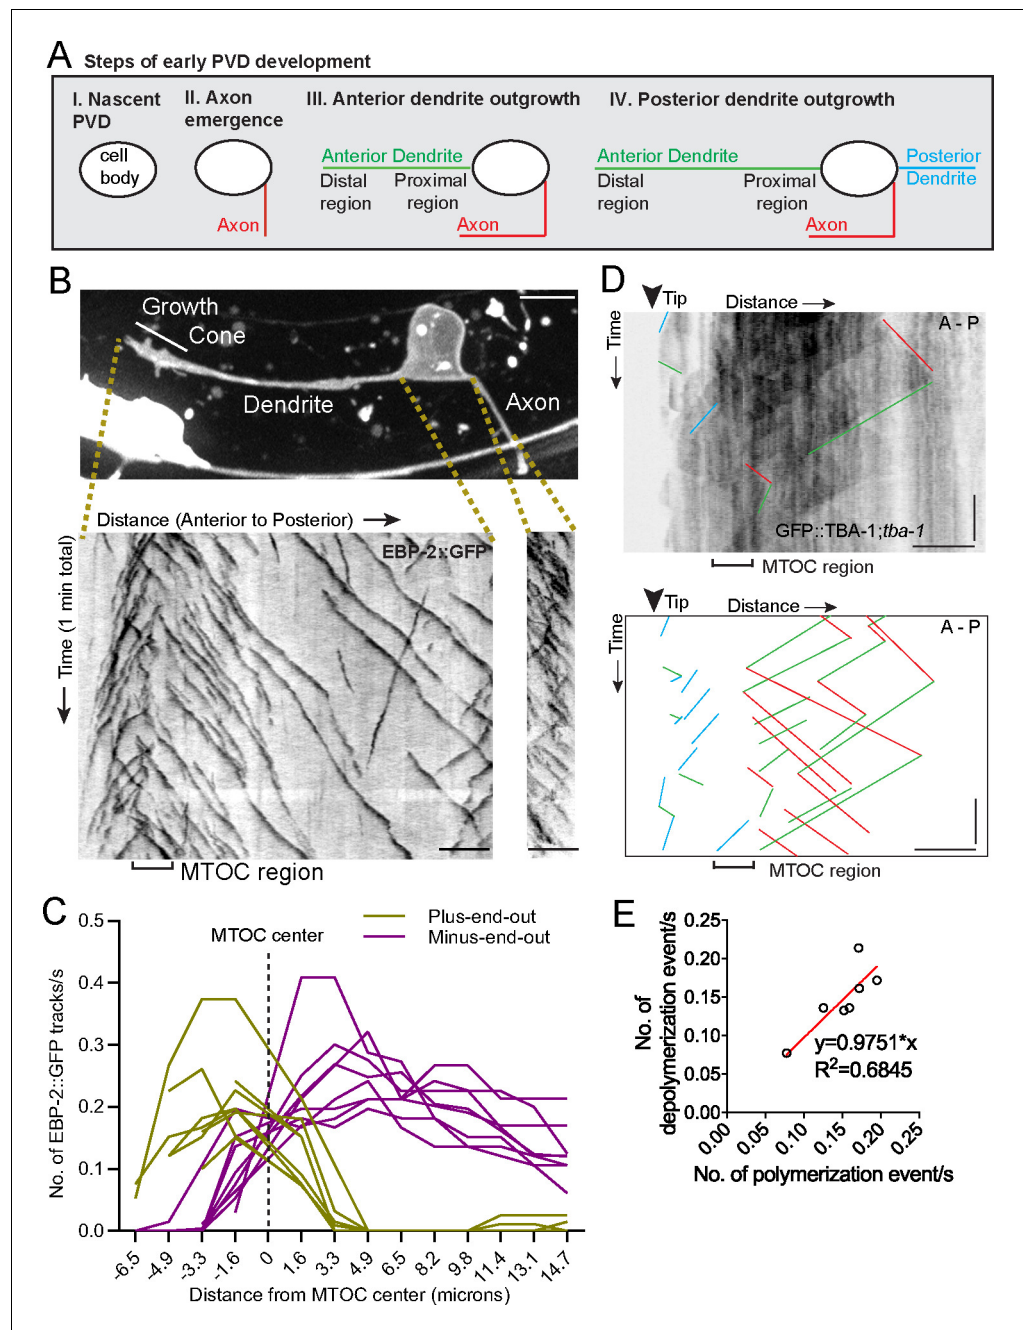 A Steps of early PVD development
I. Nascent
PVD
II. Axon
emergence
III. Anterior dendrite outgrowth
IV. Posterior dendrite outgrowth
cell
body
Axon
Anterior Dendrite
Distal
region
Proximal
region
Axon
Anterior Dendrite
Distal
region
Proximal
region
Posterior
Dendrite
Axon
B
Growth
Cone
Dendrite
Axon
Distance (Anterior to Posterior)
EBP-2::GFP
Time (1 min total)
MTOC region
C
No. of EBP-2::GFP tracks/s
0.5
0.4
0.3
0.2
0.1
0.0
MTOC center
Plus-end-out
Minus-end-out
-6.5 -4.9 -3.3 -1.6 0 1.6 3.3 4.9 6.5 8.2 9.8 11.4 13.1 14.7
Distance from MTOC center (microns)
D
Tip
Distance
Time
A - P
GFP::TBA-1;tba-1
MTOC region
Tip
Distance
Time
A - P
MTOC region
E
No. of
depolymerization event/s
0.25
0.20
0.15
0.10
0.05
0.00
y=0.9751*x
R2=0.6845
0.00 0.05 0.10 0.15 0.20 0.25
No. of polymerization event/s